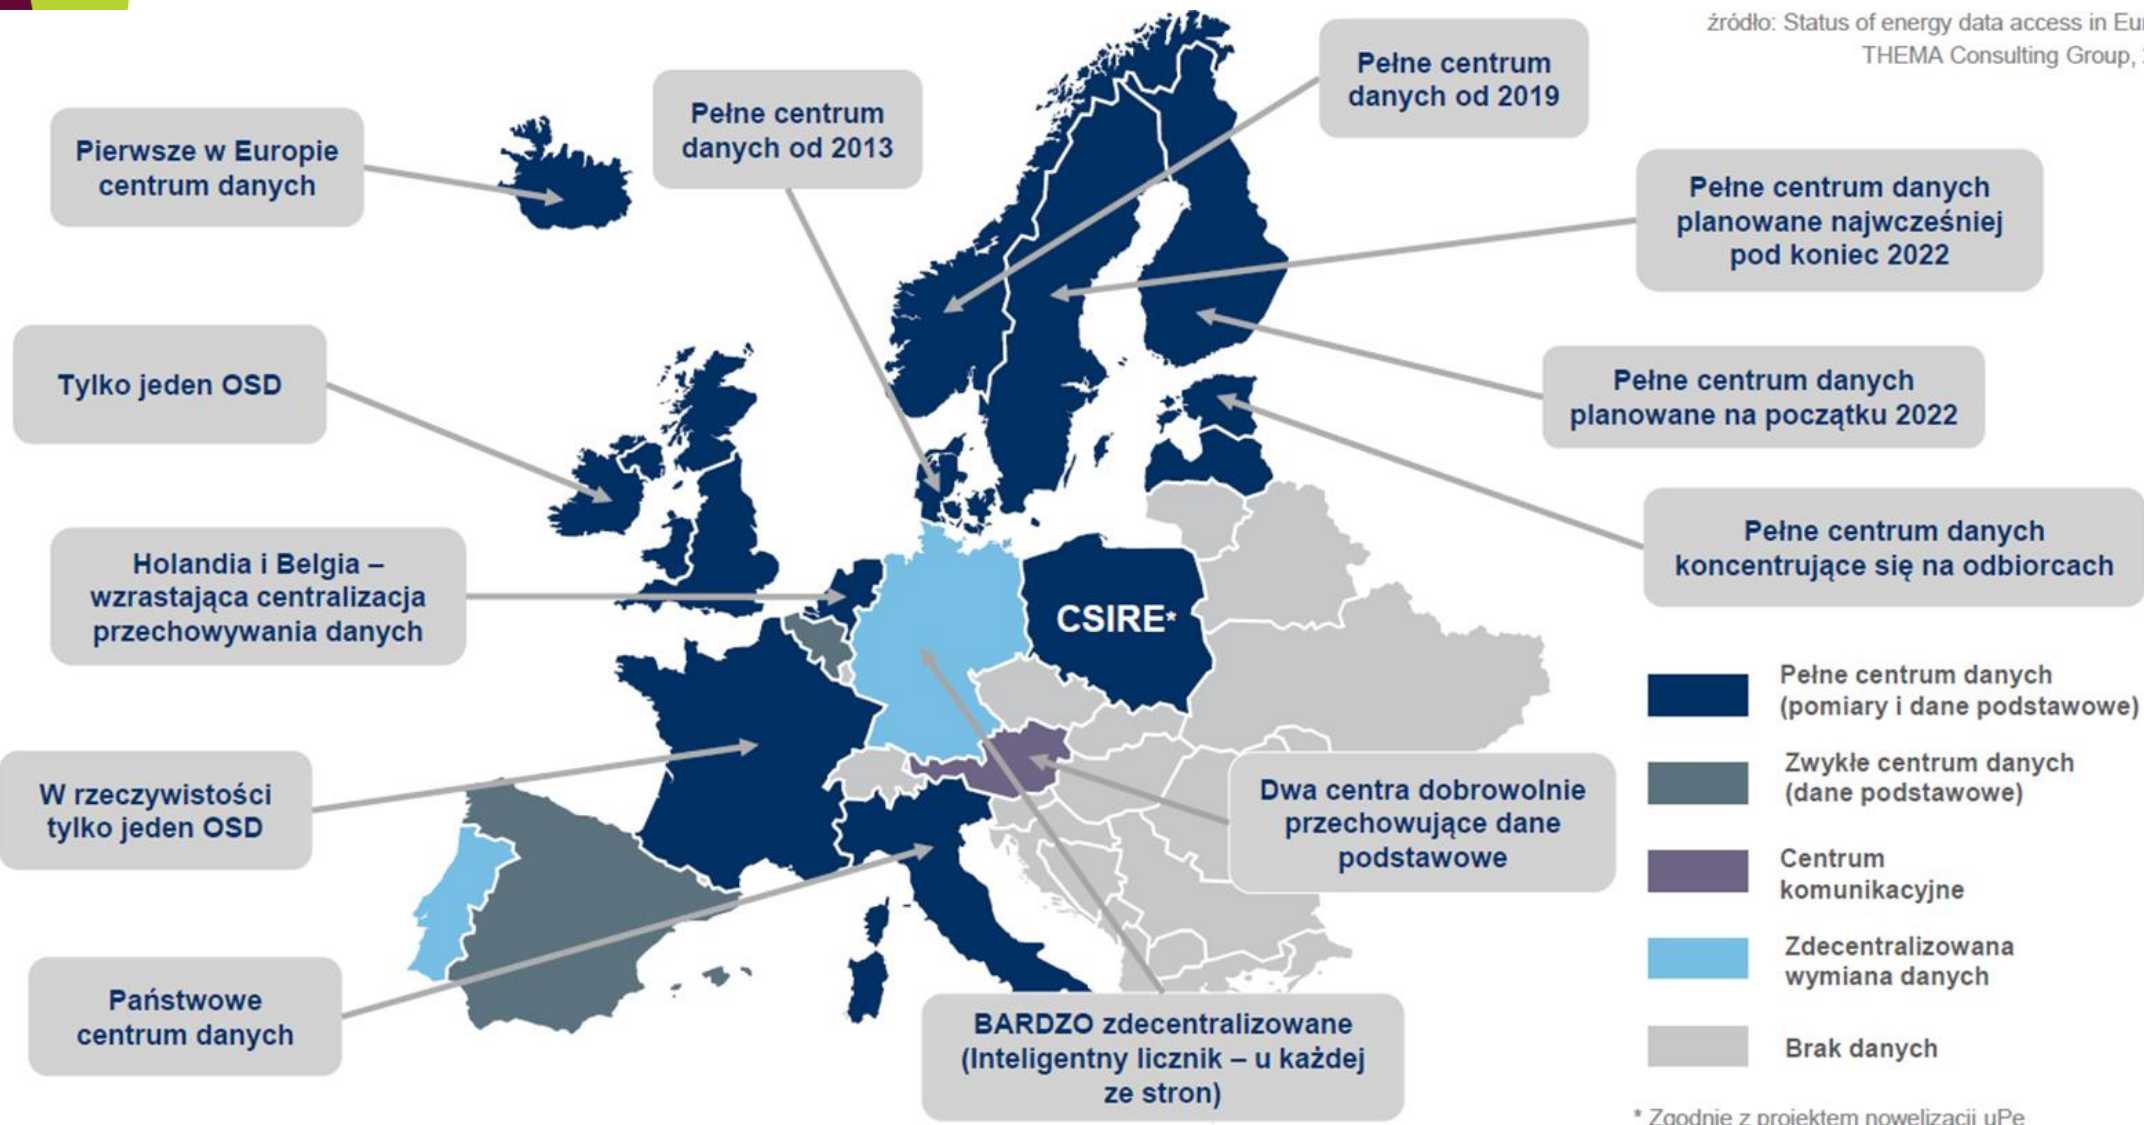 źródło: Status of energy data access in
THEMA Consulting Group,
Pełne centrum
danych od 2019
Pełne centrum
danych od 2013
Pierwsze w Europie
centrum danych
Pełne centrum danych
planowane najwcześniej
pod koniec 2022
Tylko jeden OSD
Pełne centrum danych
planowane na początku 2022
Holandia i Belgia –
wzrastająca centralizacja
przechowywania danych
Pełne centrum danych
koncentrujące się na odbiorcach
CSIRE*
W rzeczywistości
tylko jeden OSD
Dwa centra dobrowolnie
przechowujące dane
podstawowe
Państwowe
centrum danych
BARDZO zdecentralizowane
(Inteligentny licznik – u każdej
ze stron)
Pełne centrum danych
(pomiary i dane podstawowe)
Zwykłe centrum danych
(dane podstawowe)
Centrum
komunikacyjne
Zdecentralizowana
wymiana danych
Brak danych
* Zgodnie z projektem nowelizacji uPe